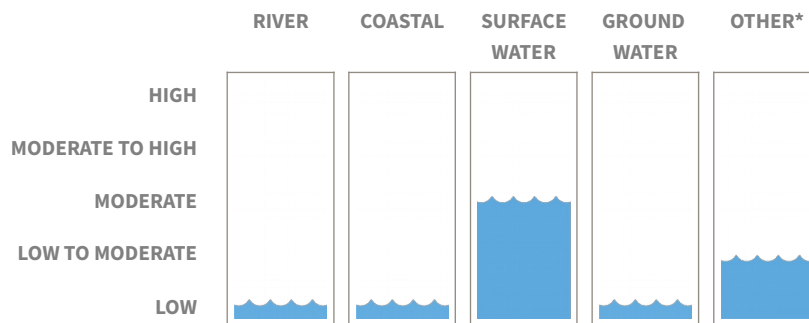 RIVER COASTAL SURFACE GROUND OTHER*
WATER WATER
HIGH
MODERATE TO HIGH
MODERATE
LOW TO MODERATE
LOW